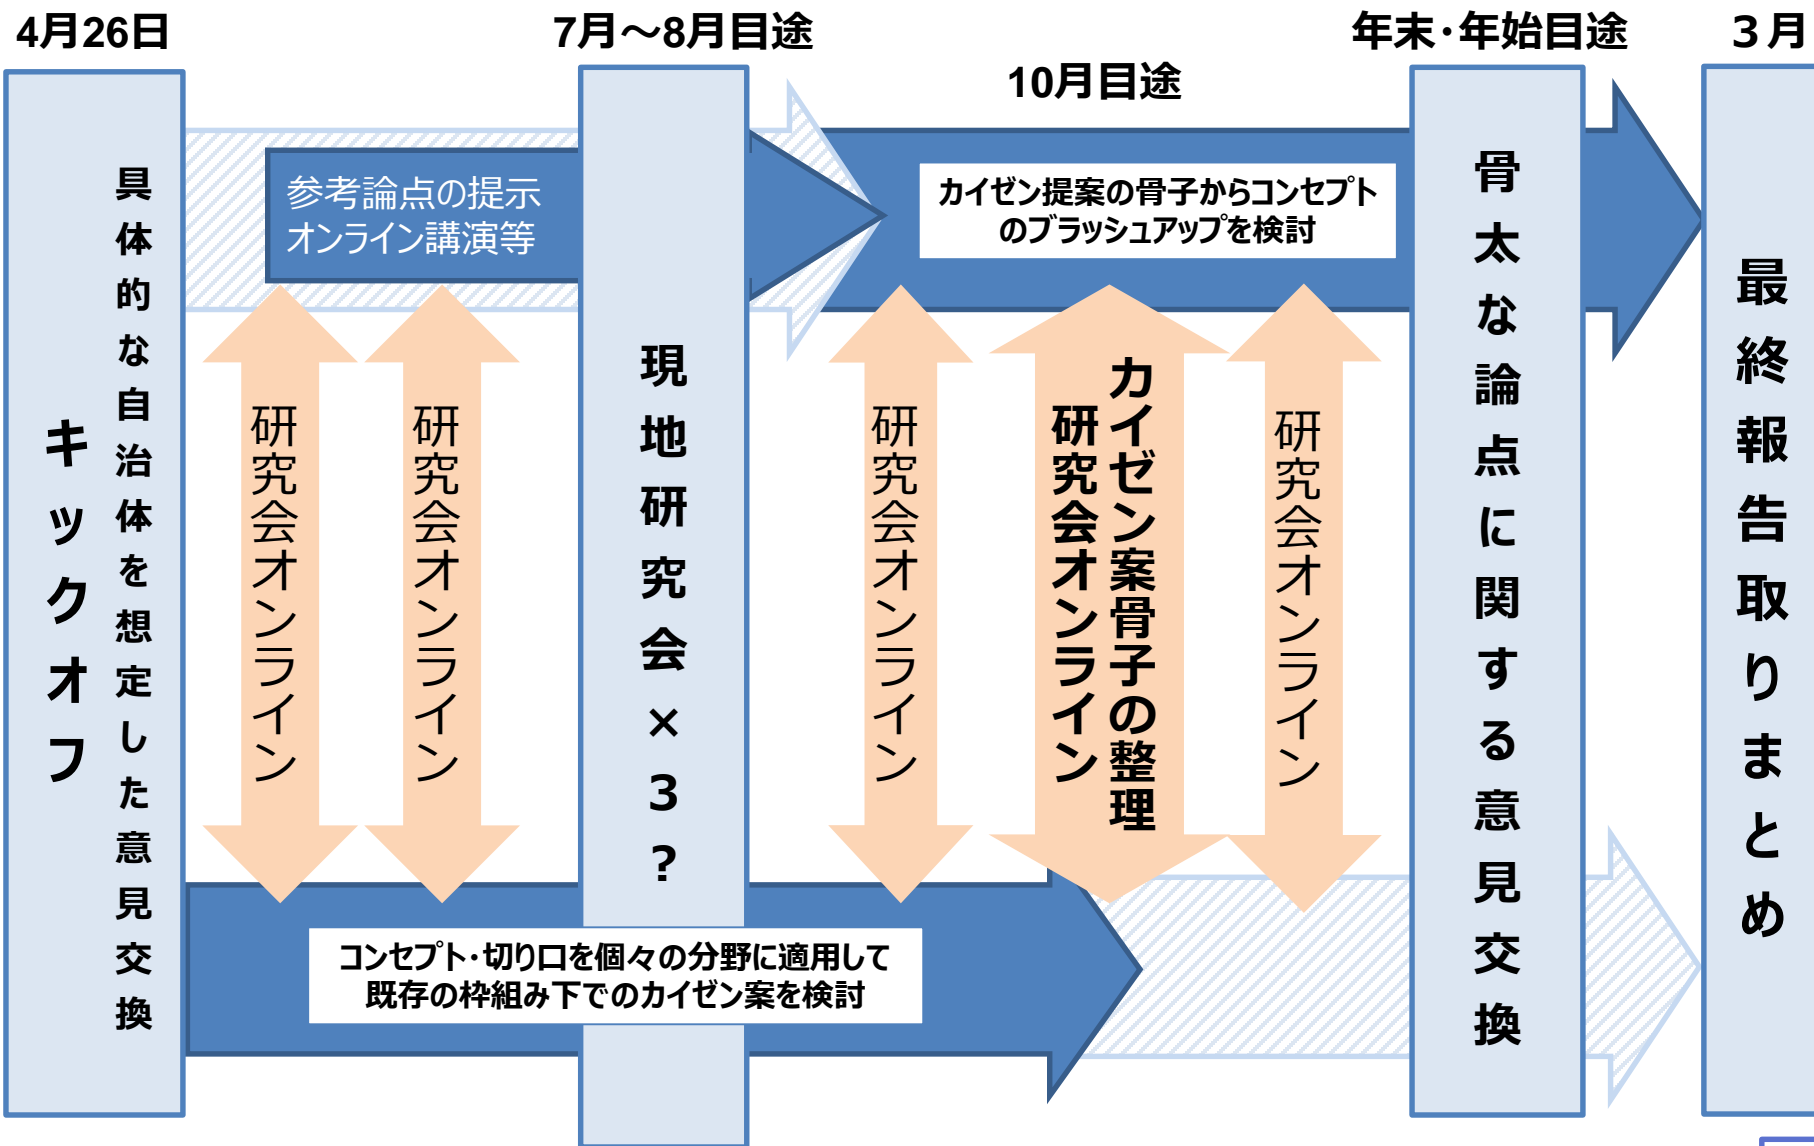 4月26日
7月～8月目途
10月目途
年末・年始目途
３月
キックオフ
具体的な自治体を想定した意見交換
参考論点の提示
オンライン講演等
研究会オンライン
研究会オンライン
現地研究会×３？
カイゼン提案の骨子からコンセプト
のブラッシュアップを検討
研究会オンライン
カイゼン案骨子の整理
研究会オンライン
研究会オンライン
コンセプト・切り口を個々の分野に適用して
既存の枠組み下でのカイゼン案を検討
骨太な論点に関する意見交換
最終報告取りまとめ